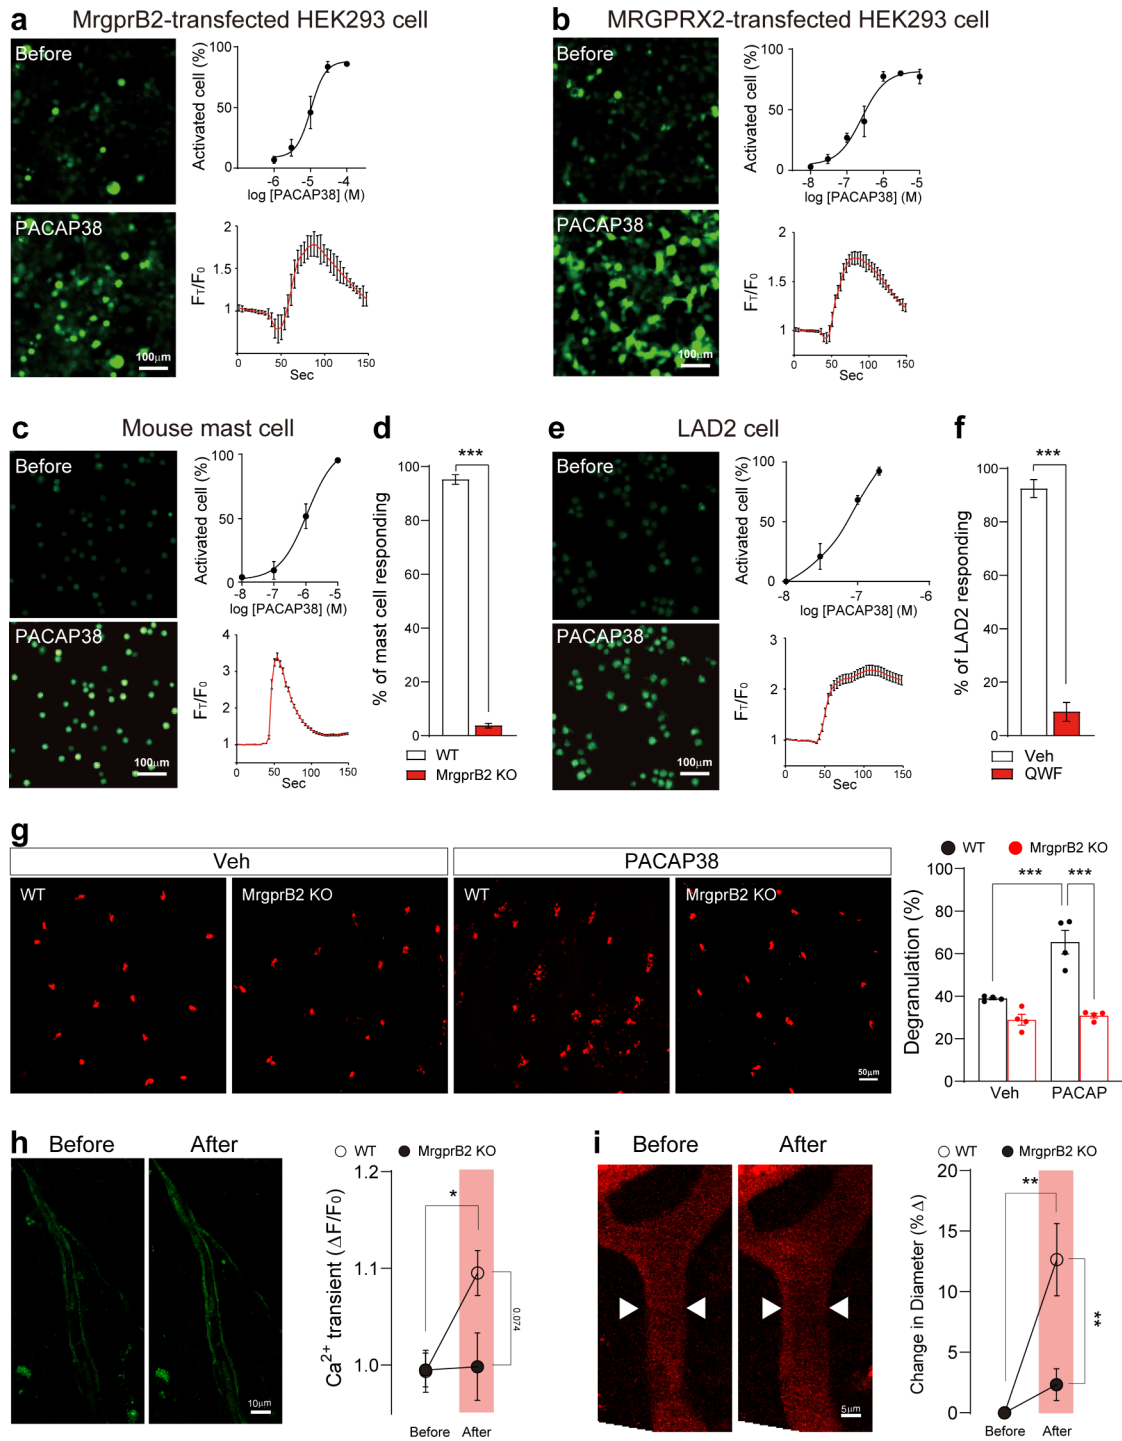 a
MrgprB2-transfected HEK293 cell
Before
PACAP38
100μm
Activated cell (%)
100
50
0
-6
-5
-4
log [PACAP38] (M)
FT/F0
2
1.5
1
0
50
100
150
Sec
b
MRGPRX2-transfected HEK293 cell
Before
PACAP38
100μm
Activated cell (%)
100
50
0
-8
-7
-6
-5
log [PACAP38] (M)
FT/F0
2
1.5
1
0
50
100
150
Sec
c
Mouse mast cell
Before
PACAP38
100μm
Activated cell (%)
100
50
0
-8
-7
-6
-5
log [PACAP38] (M)
FT/F0
4
3
2
1
0
50
100
150
Sec
d
***
% of mast cell responding
100
80
60
40
20
0
WT
MrgprB2 KO
e
LAD2 cell
Before
PACAP38
100μm
Activated cell (%)
100
50
0
-8
-7
-6
log [PACAP38] (M)
FT/F0
3
2
1
0
50
100
150
Sec
f
***
% of LAD2 responding
100
80
60
40
20
0
Veh
QWF
g
Veh
PACAP38
WT
MrgprB2 KO
WT
MrgprB2 KO
50μm
WT
MrgprB2 KO
Degranulation (%)
100
80
60
40
20
0
***
***
Veh
PACAP
h
Before
After
10μm
WT
MrgprB2 KO
Ca2+ transient (ΔF/F0)
1.2
1.10
1.0
*
0.074
Before
After
i
Before
After
5μm
WT
MrgprB2 KO
Change in Diameter (% Δ)
20
15
10
5
0
**
**
Before
After